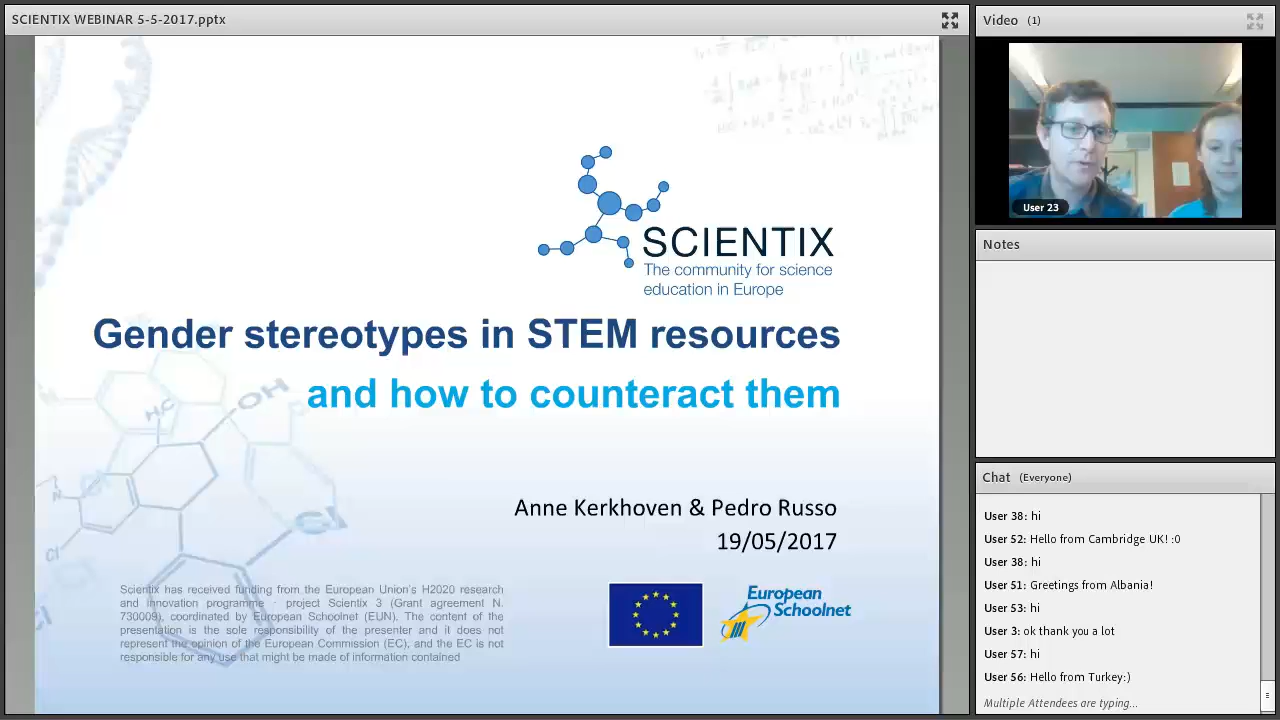 SCIENTIX WEBINAR 5-5-2017.pptx
SCIENTIX
The community for science
education in Europe
Gender stereotypes in STEM resources
and how to counteract them
Anne Kerkhoven & Pedro Russo
19/05/2017
Scientix has received funding from the European Union's H2020 research
and innovation programme - project Scientix 3 (Grant agreement N.
730009), coordinated by European Schoolnet (EUN). The content of the
presentation is the sole responsibility of the presenter and it does not
represent the opinion of the European Commission (EC), and the EC is not
responsible for any use that might be made of information contained
European
Schoolnet
OH
H₃C
N
Cl
Cl
Video (1)
User 23
Notes
Chat (Everyone)
User 38: hi
User 52: Hello from Cambridge UK! :0
User 38: hi
User 51: Greetings from Albania!
User 53: hi
User 3: ok thank you a lot
User 57: hi
User 56: Hello from Turkey:)
Multiple Attendees are typing...